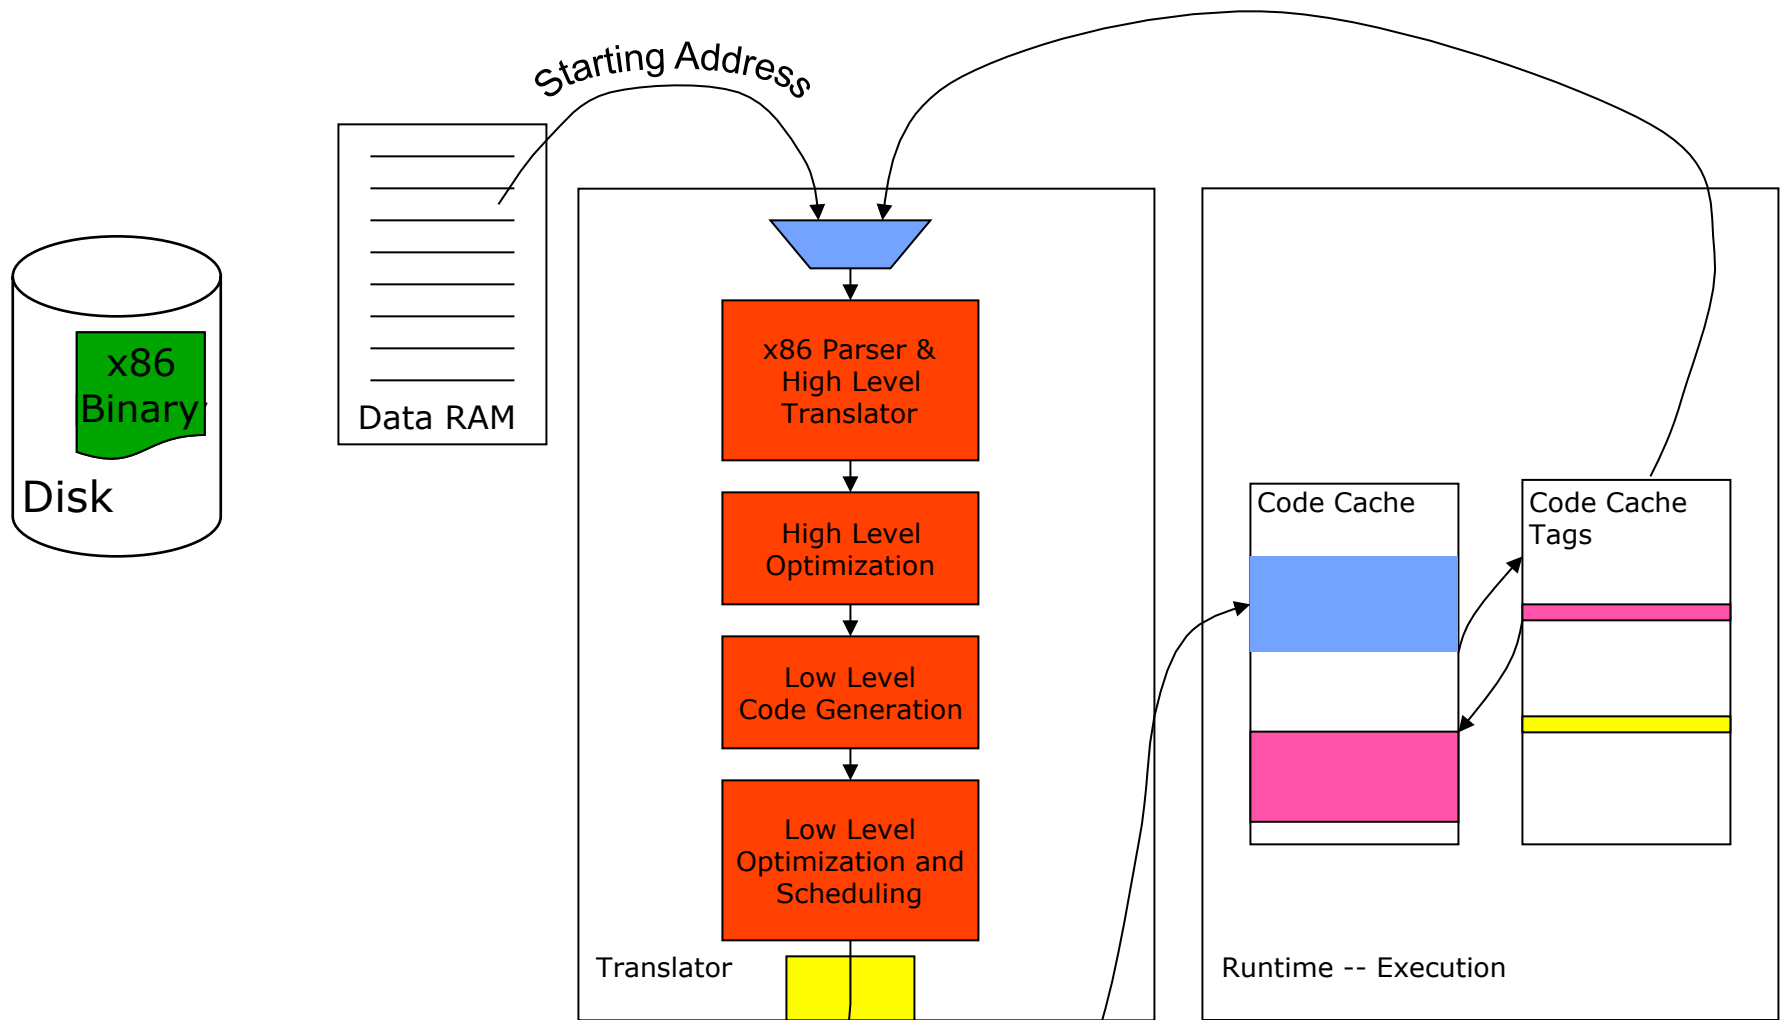 Starting Address
x86
Binary
Disk
Data RAM
x86 Parser &
High Level
Translator
High Level
Optimization
Low Level
Code Generation
Low Level
Optimization and
Scheduling
Translator
Code Cache
Code Cache
Tags
Runtime -- Execution